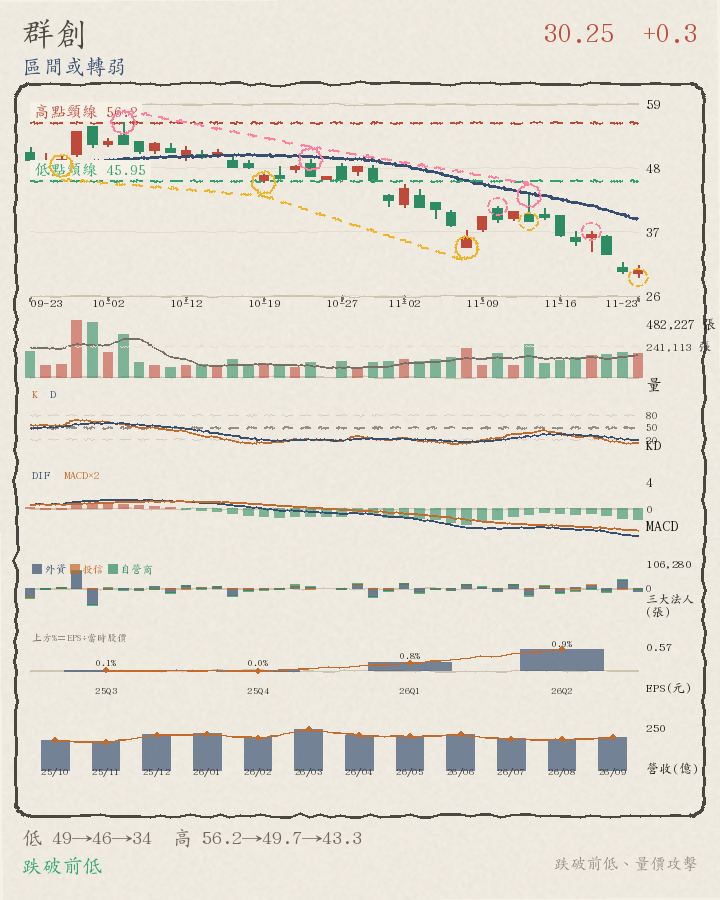 群創
30.25 +0.3
區間或轉弱
高點頸線 56.2
低點頸線 45.95
59
48
37
26
09-23 10-02 10-12 10-19 10-27 11-02 11-09 11-16 11-23
482,227 張
241,113 張
量
K D
80
50
20
KD
DIF MACD×2
4
0
MACD
外資 投信 自營商
106,280
0
三大法人
(張)
上方%=EPS÷當時股價
0.1% 0.0% 0.8% 0.9%
0.57
25Q3 25Q4 26Q1 26Q2
EPS(元)
250
25/10 25/11 25/12 26/01 26/02 26/03 26/04 26/05 26/06 26/07 26/08 26/09
營收(億)
低 49→46→34 高 56.2→49.7→43.3
跌破前低
跌破前低、量價攻擊